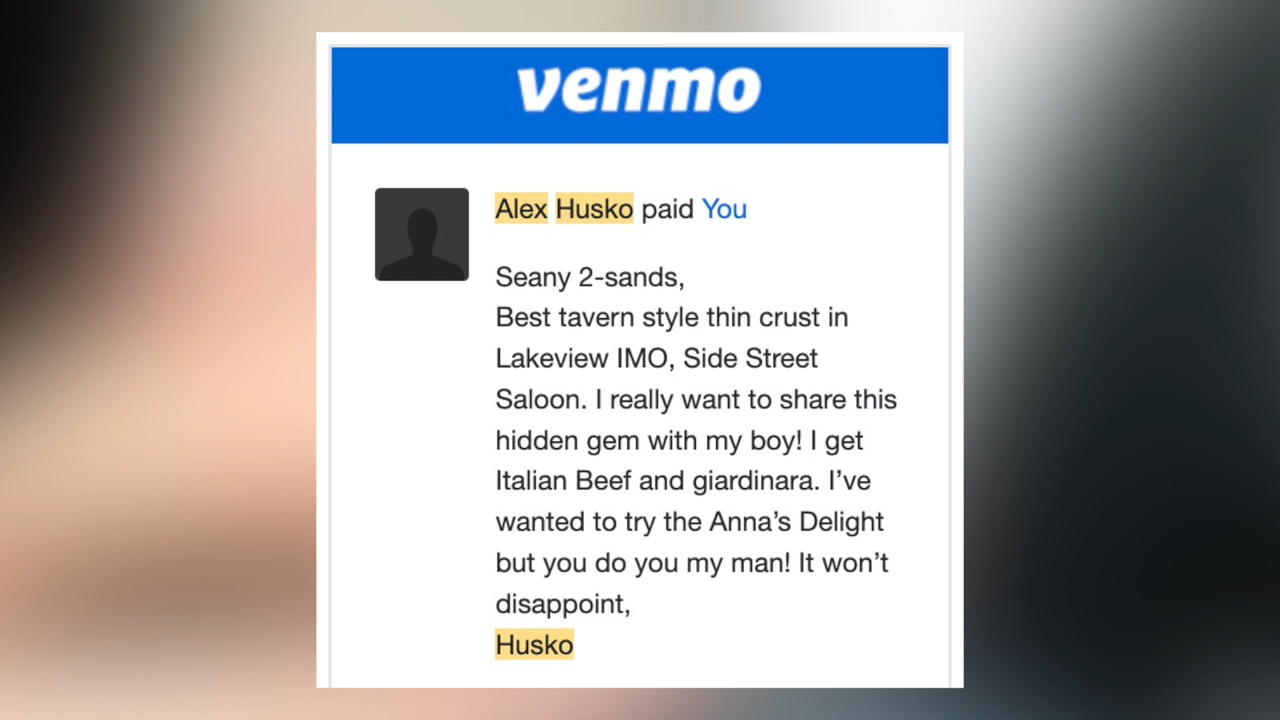 venmo
Alex Husko paid You
Seany 2-sands,
Best tavern style thin crust in
Lakeview IMO, Side Street
Saloon. I really want to share this
hidden gem with my boy! I get
Italian Beef and giardinara. I’ve
wanted to try the Anna’s Delight
but you do you my man! It won’t
disappoint,
Husko